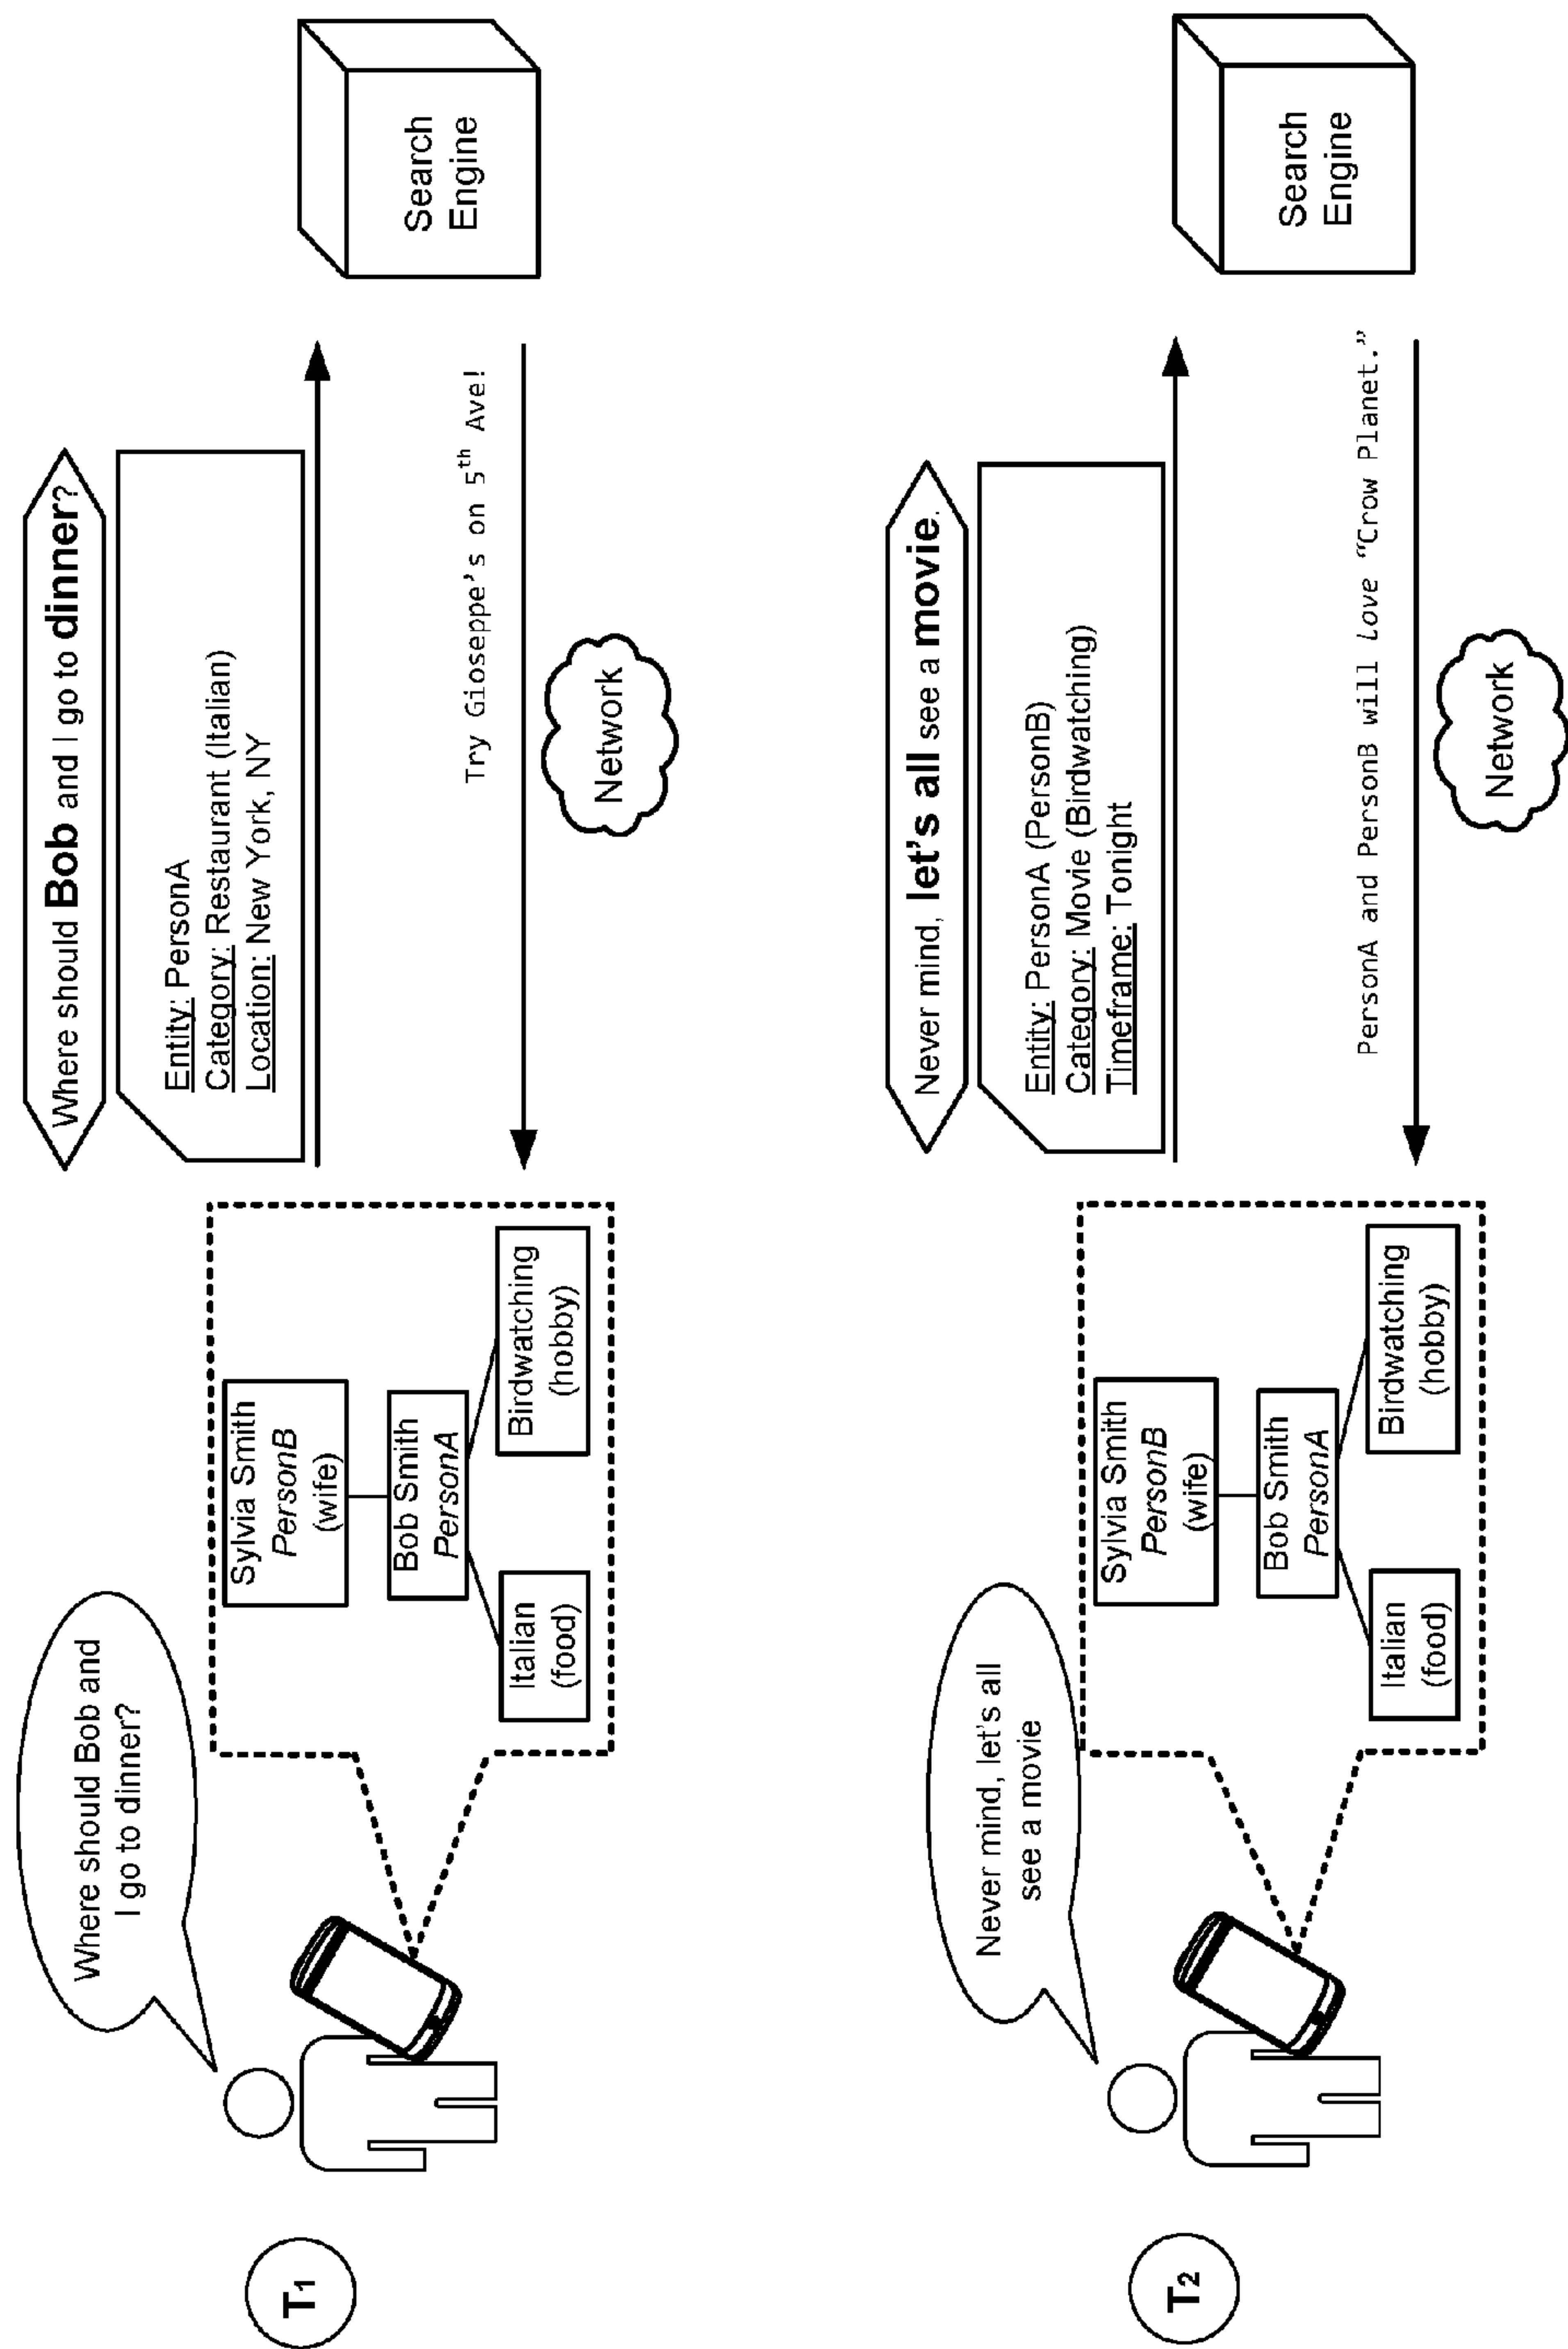 T1
Where should Bob and
I go to dinner?
Sylvia Smith
PersonB
(wife)
Bob Smith
PersonA
Italian
(food)
Birdwatching
(hobby)
Where should Bob and I go to dinner?
Entity: PersonA
Category: Restaurant (Italian)
Location: New York, NY
Try Gioseppe's on 5th Ave!
Network
Search
Engine
T2
Never mind, let's all
see a movie
Sylvia Smith
PersonB
(wife)
Bob Smith
PersonA
Italian
(food)
Birdwatching
(hobby)
Never mind, let's all see a movie.
Entity: PersonA (PersonB)
Category: Movie (Birdwatching)
Timeframe: Tonight
PersonA and PersonB will Love “Crow Planet.”
Network
Search
Engine